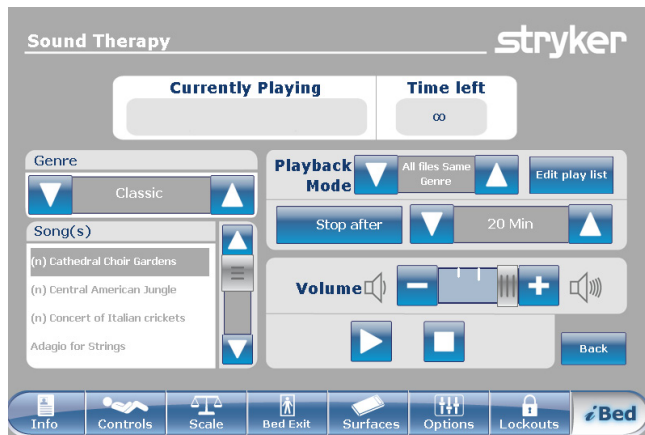 Sound Therapy
stryker
Currently Playing
Time left
∞
Genre
Classic
Song(s)
(n) Cathedral Choir Gardens
(n) Central American Jungle
(n) Concert of Italian crickets
Adagio for Strings
Playback
Mode
All files Same
Genre
Edit play list
Stop after
20 Min
Volume
Back
Info
Controls
Scale
Bed Exit
Surfaces
Options
Lockouts
iBed